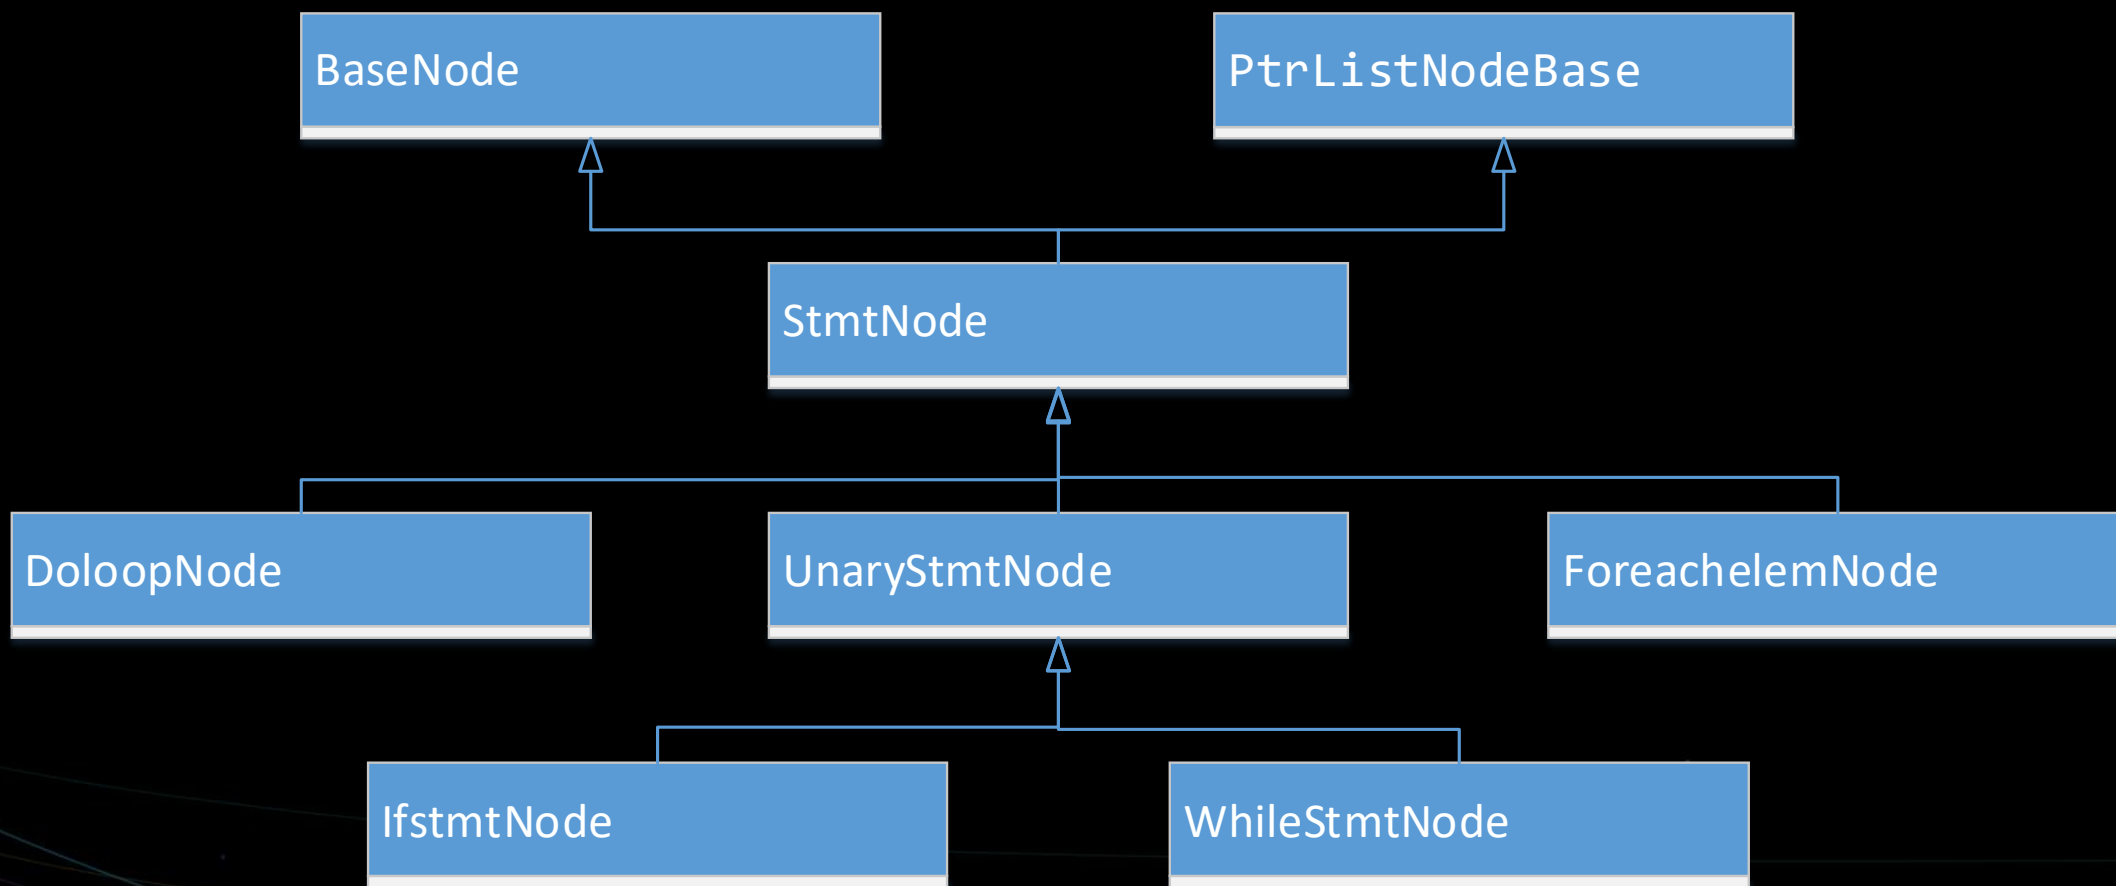 BaseNode
PtrListNodeBase
StmtNode
DoloopNode
UnaryStmtNode
ForeachelemNode
IfstmtNode
WhileStmtNode